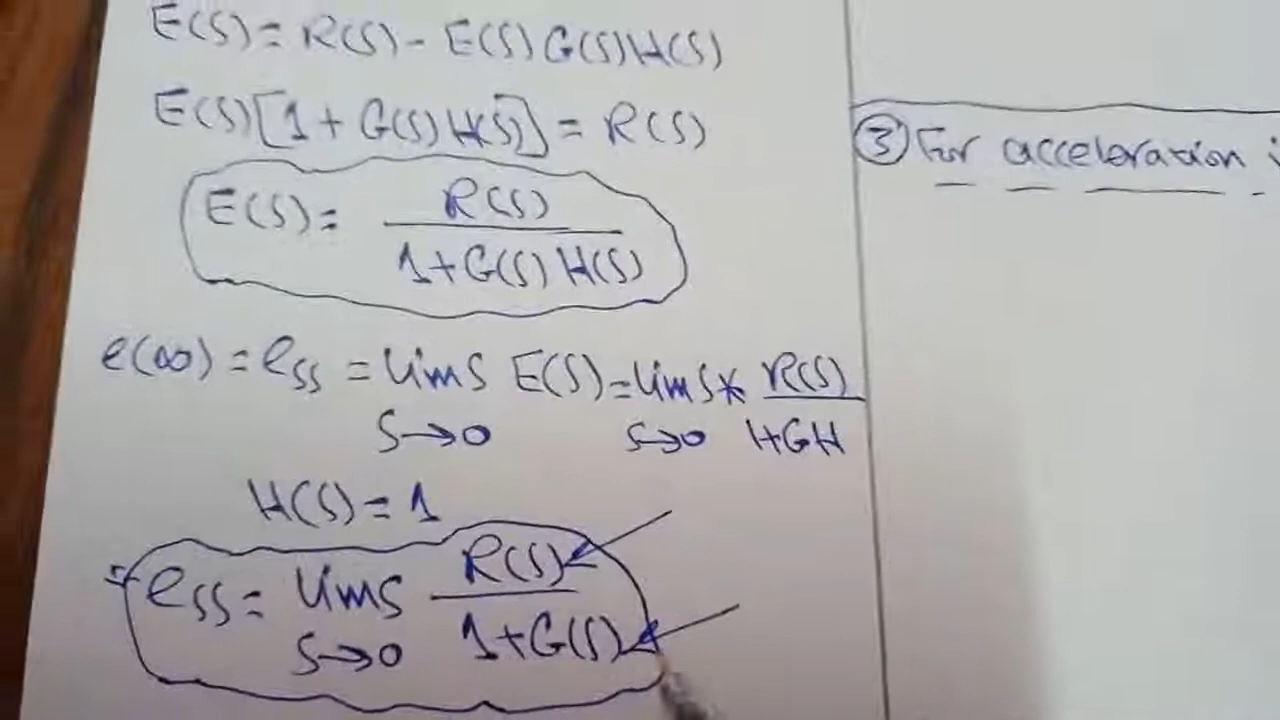 E(S) = R(S) - E(S) G(S) H(S)
E(S)[1 + G(S) H(S)] = R(S)
E(S) = R(S) / 1+G(S) H(S)
e(∞) = ess = lim S E(S) = lim S * R(S) / 1+GH
S→0 S→0
H(S) = 1
ess = lim S R(S) / 1+G(S)
S→0
③ For acceleration